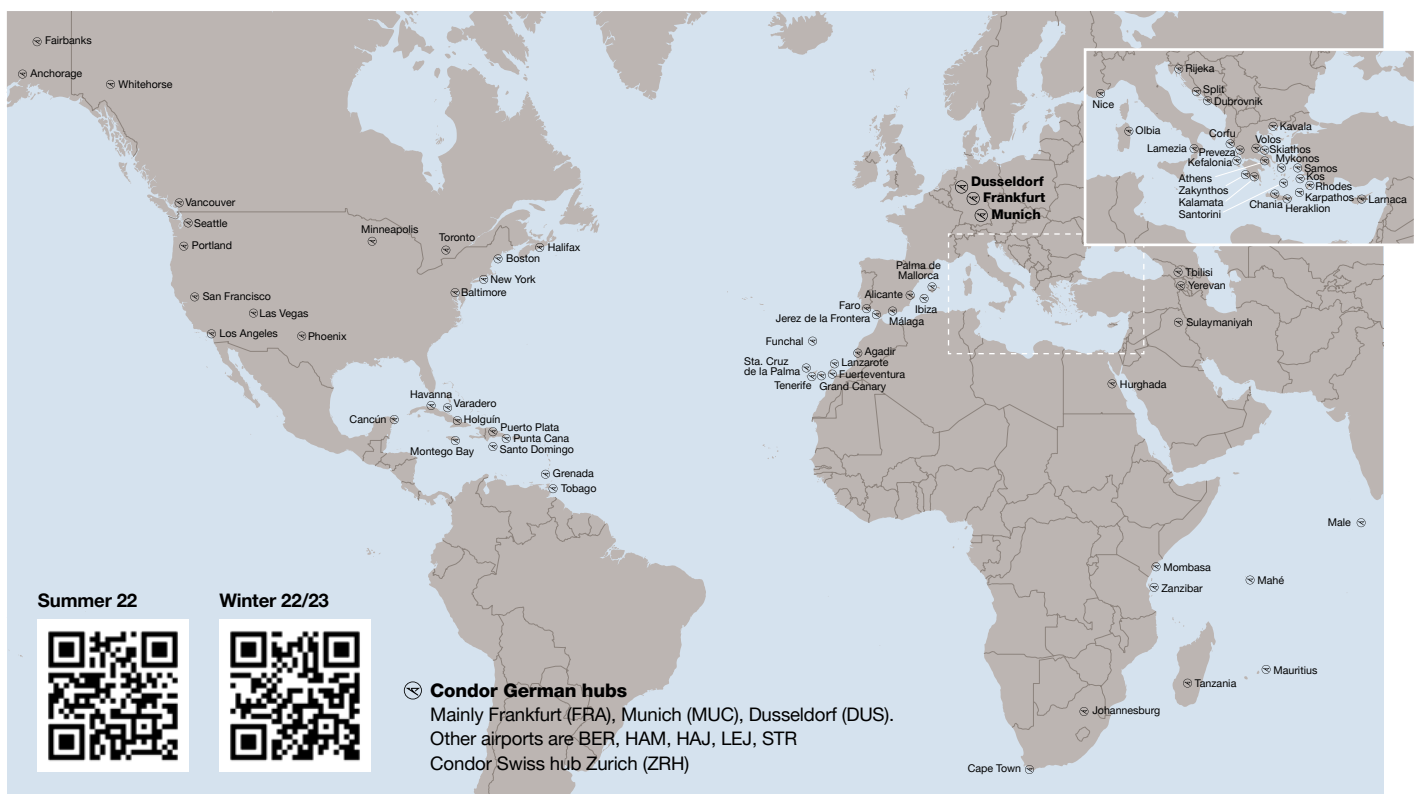 Fairbanks
Anchorage
Whitehorse
Vancouver
Seattle
Portland
San Francisco
Las Vegas
Los Angeles
Phoenix
Minneapolis
Toronto
Halifax
Boston
New York
Baltimore
Havanna
Varadero
Cancún
Holguín
Puerto Plata
Punta Cana
Santo Domingo
Montego Bay
Grenada
Tobago
Dusseldorf
Frankfurt
Munich
Palma de
Mallorca
Alicante
Ibiza
Faro
Jerez de la Frontera
Málaga
Funchal
Agadir
Sta. Cruz
de la Palma
Lanzarote
Fuerteventura
Tenerife
Grand Canary
Rijeka
Split
Dubrovnik
Nice
Olbia
Corfu
Kavala
Volos
Lamezia
Preveza
Skiathos
Kefalonia
Mykonos
Samos
Athens
Kos
Zakynthos
Rhodes
Kalamata
Karpathos
Santorini
Chania
Heraklion
Larnaca
Tbilisi
Yerevan
Sulaymaniyah
Hurghada
Male
Mombasa
Zanzibar
Mahé
Mauritius
Tanzania
Johannesburg
Cape Town
Summer 22
Winter 22/23
Condor German hubs
Mainly Frankfurt (FRA), Munich (MUC), Dusseldorf (DUS).
Other airports are BER, HAM, HAJ, LEJ, STR
Condor Swiss hub Zurich (ZRH)